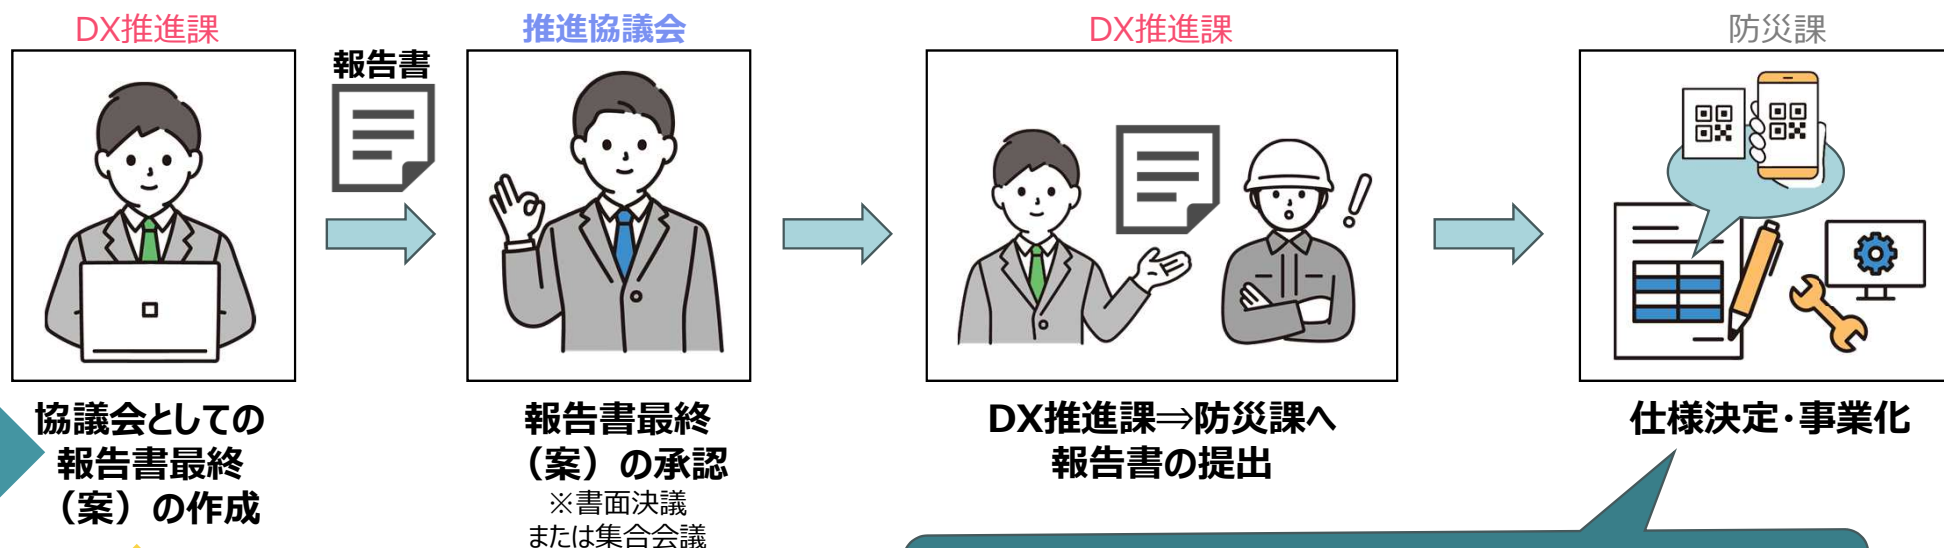 DX推進課
報告書
推進協議会
DX推進課
防災課
協議会としての
報告書最終
（案）の作成
報告書最終
（案）の承認
※書面決議
または集合会議
DX推進課⇒防災課へ
報告書の提出
仕様決定・事業化